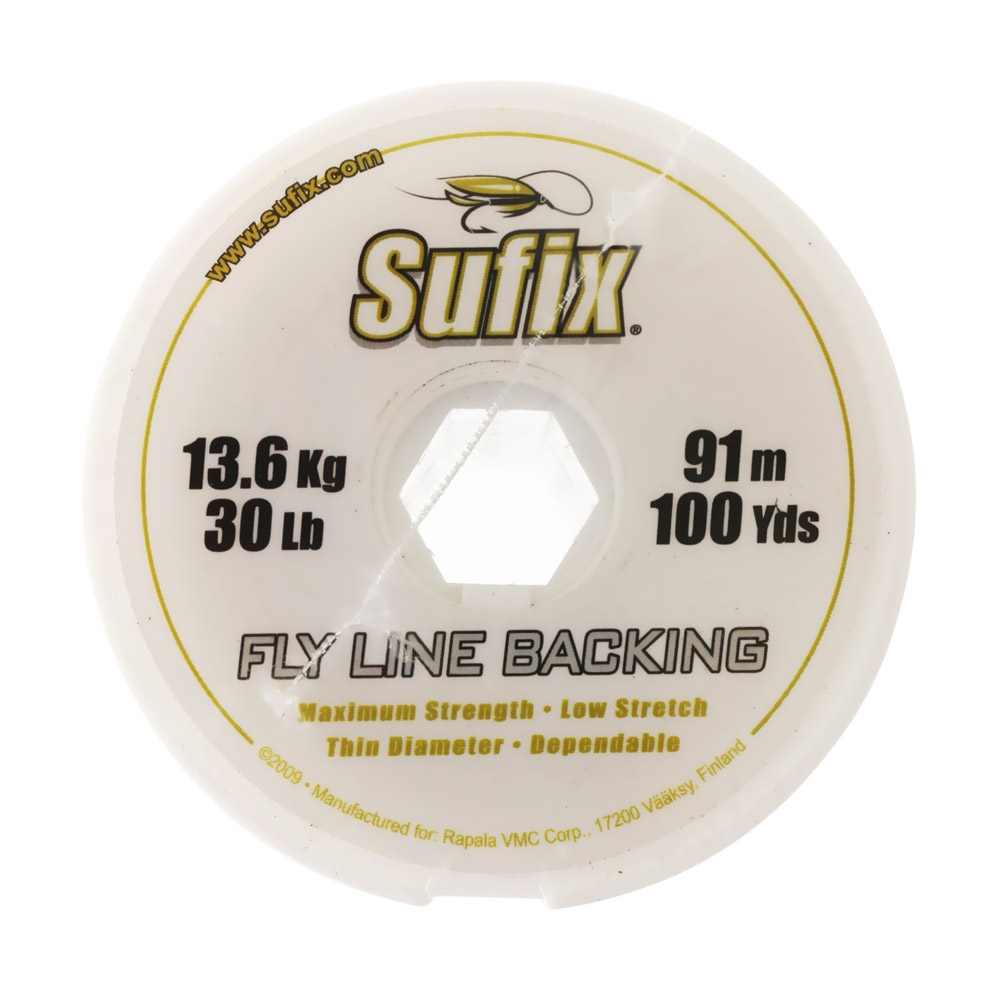 www.sufix.com
Sufix®
13.6 Kg
30 Lb
91 m
100 Yds
FLY LINE BACKING
Maximum Strength • Low Stretch
Thin Diameter • Dependable
©2009 • Manufactured for: Rapala VMC Corp., 17200 Vääksy, Finland